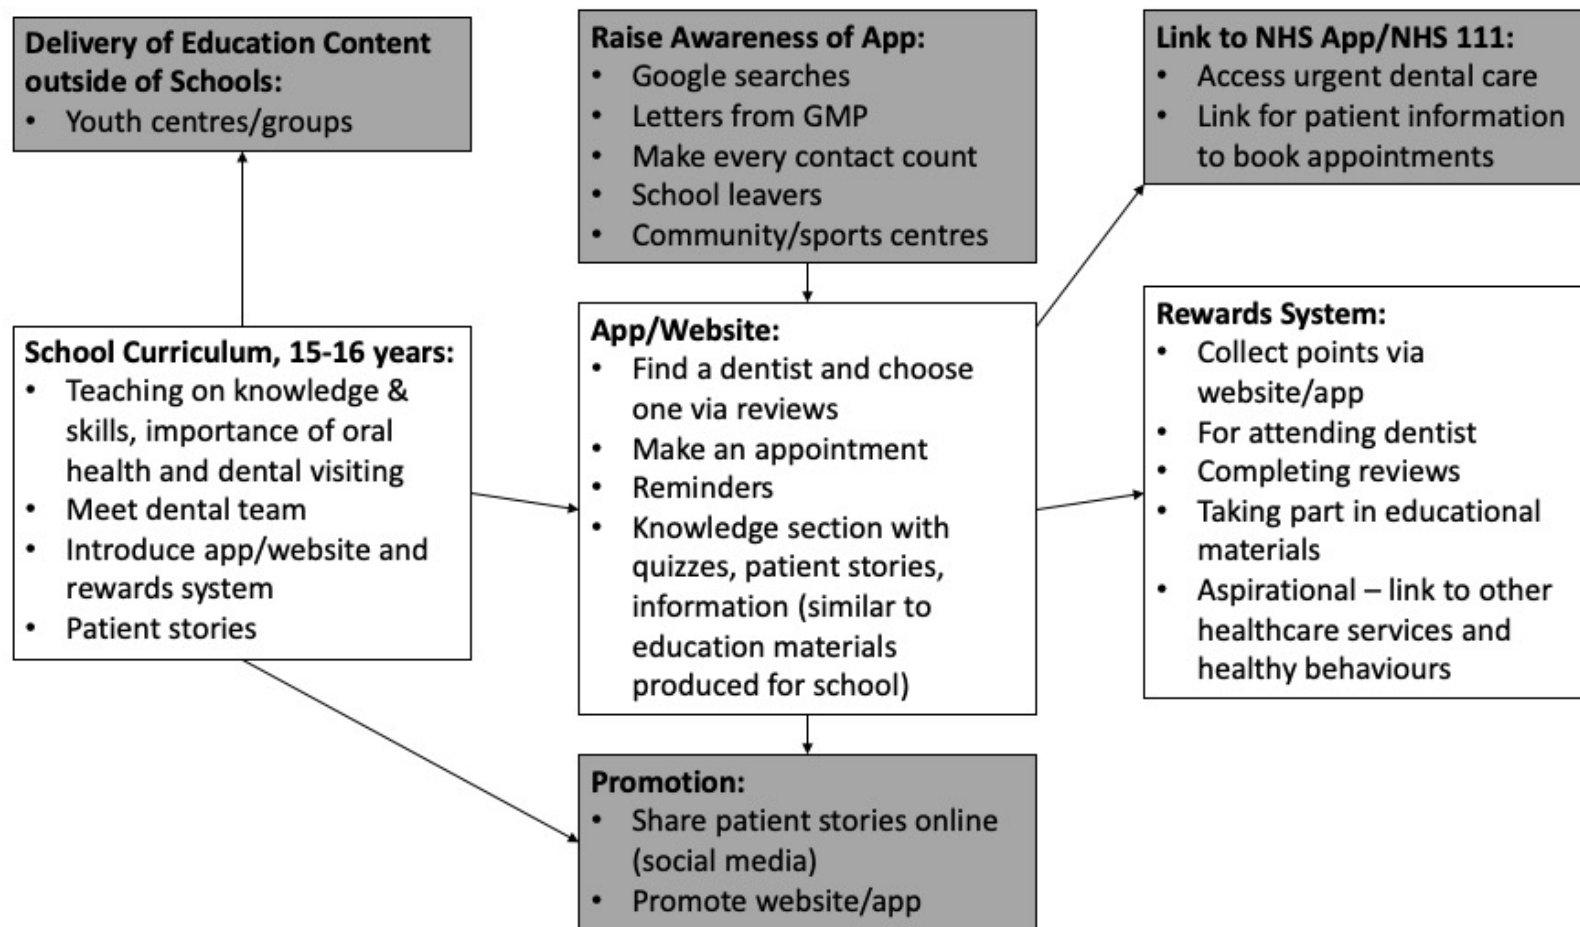 Delivery of Education Content
outside of Schools:
• Youth centres/groups
Raise Awareness of App:
• Google searches
• Letters from GMP
• Make every contact count
• School leavers
• Community/sports centres
Link to NHS App/NHS 111:
• Access urgent dental care
• Link for patient information
to book appointments
School Curriculum, 15-16 years:
• Teaching on knowledge &
skills, importance of oral
health and dental visiting
• Meet dental team
• Introduce app/website and
rewards system
• Patient stories
App/Website:
• Find a dentist and choose
one via reviews
• Make an appointment
• Reminders
• Knowledge section with
quizzes, patient stories,
information (similar to
education materials
produced for school)
Rewards System:
• Collect points via
website/app
• For attending dentist
• Completing reviews
• Taking part in educational
materials
• Aspirational – link to other
healthcare services and
healthy behaviours
Promotion:
• Share patient stories online
(social media)
• Promote website/app